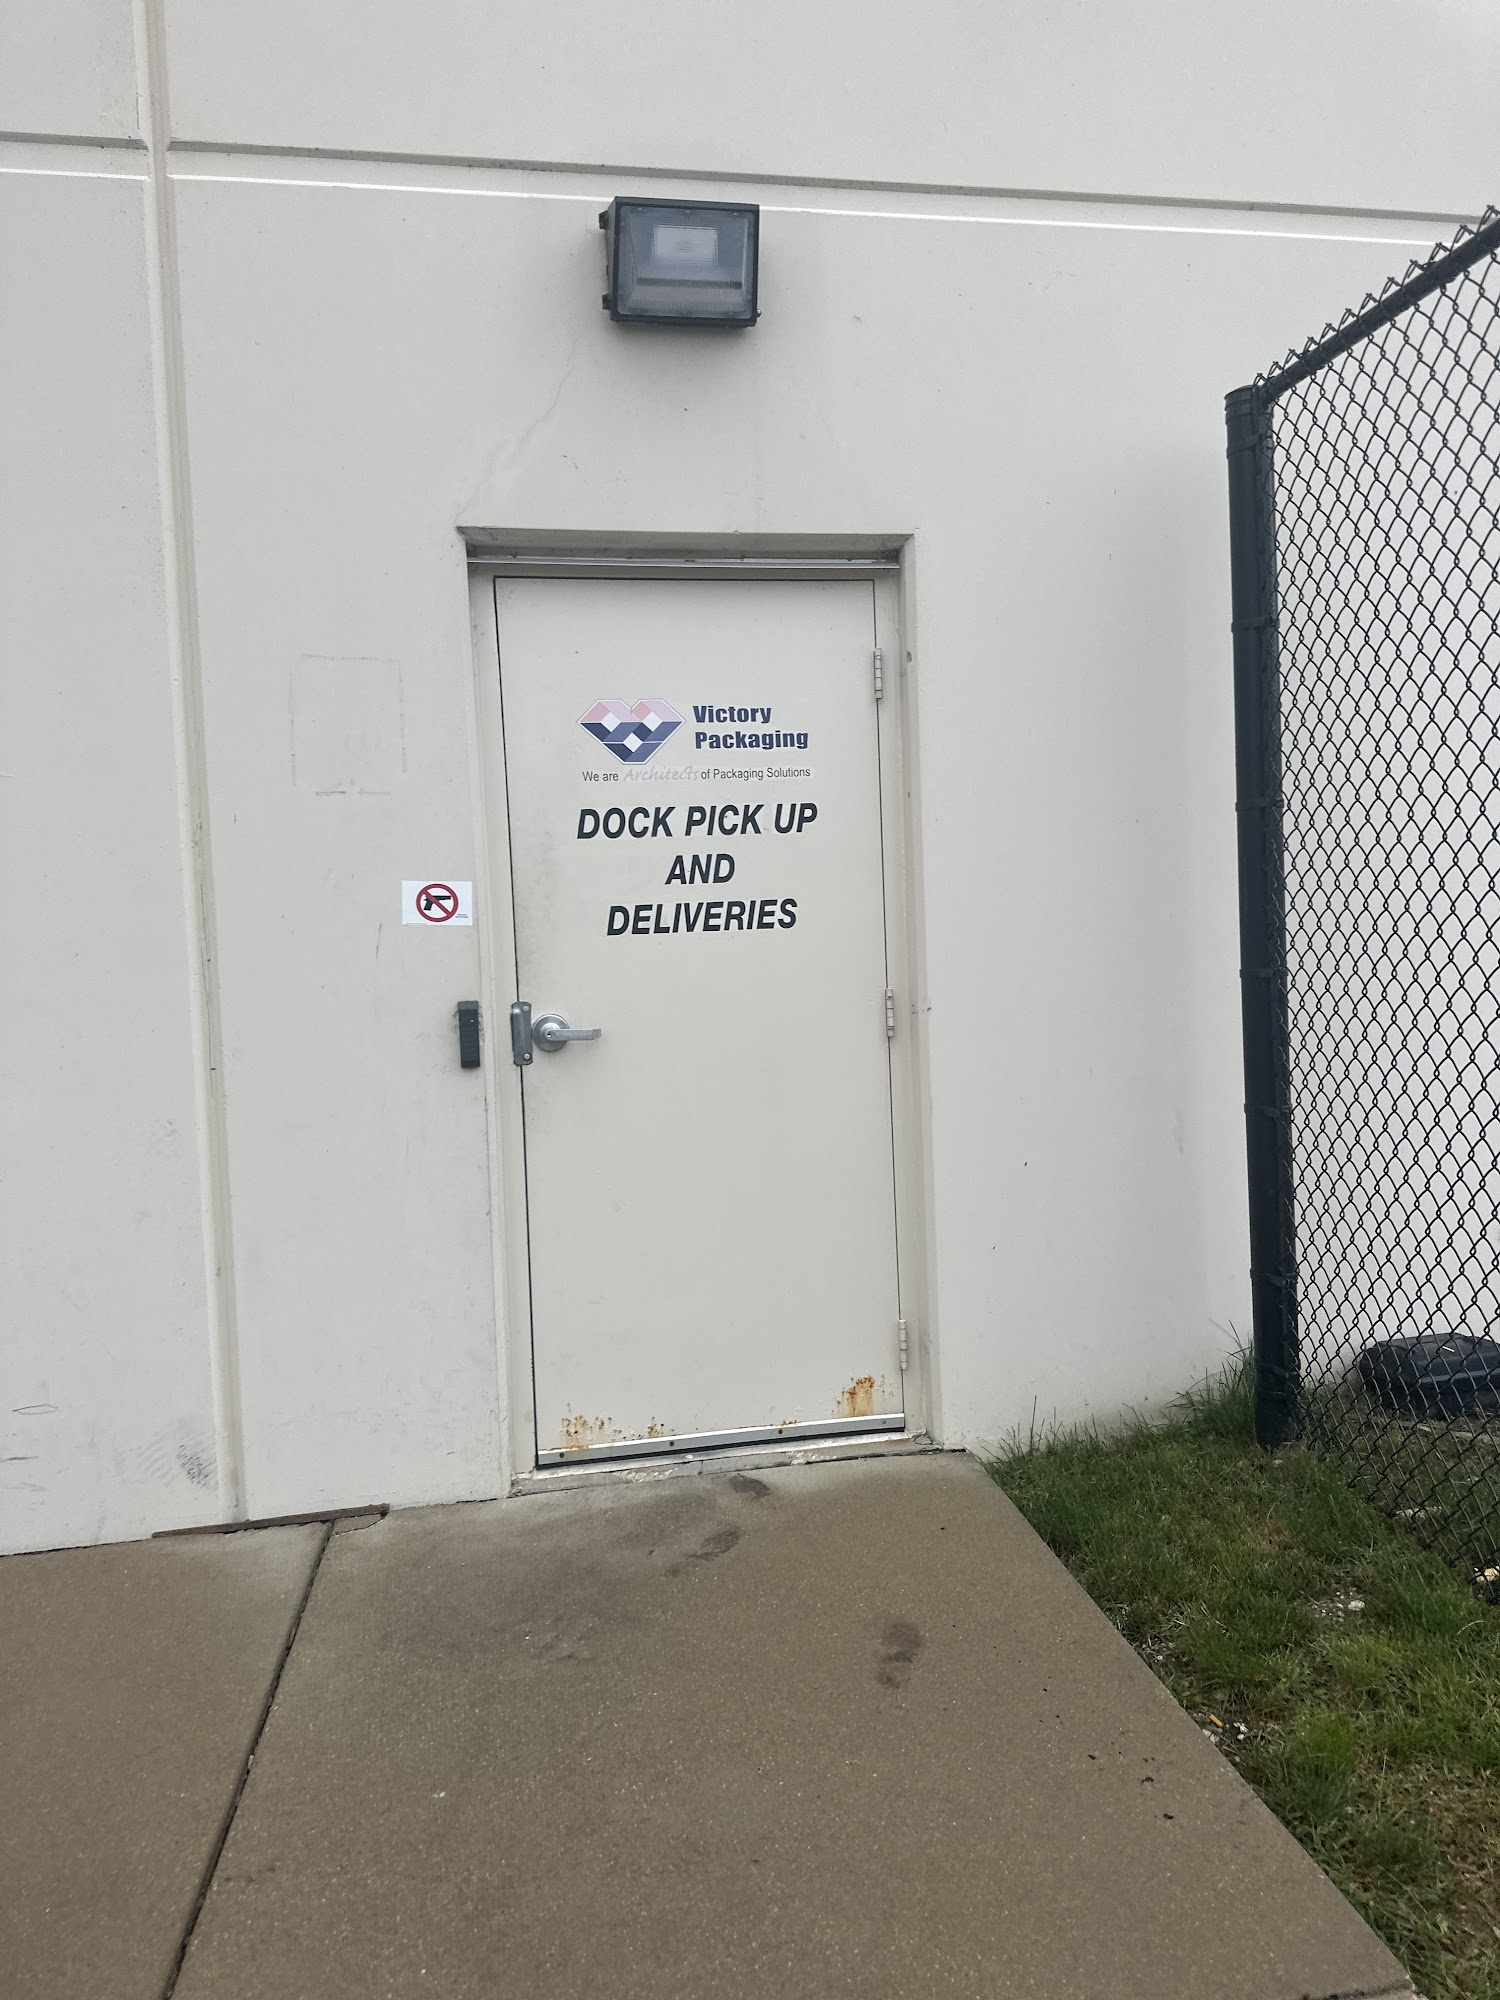 Victory
Packaging
We are Architects of Packaging Solutions
DOCK PICK UP
AND
DELIVERIES